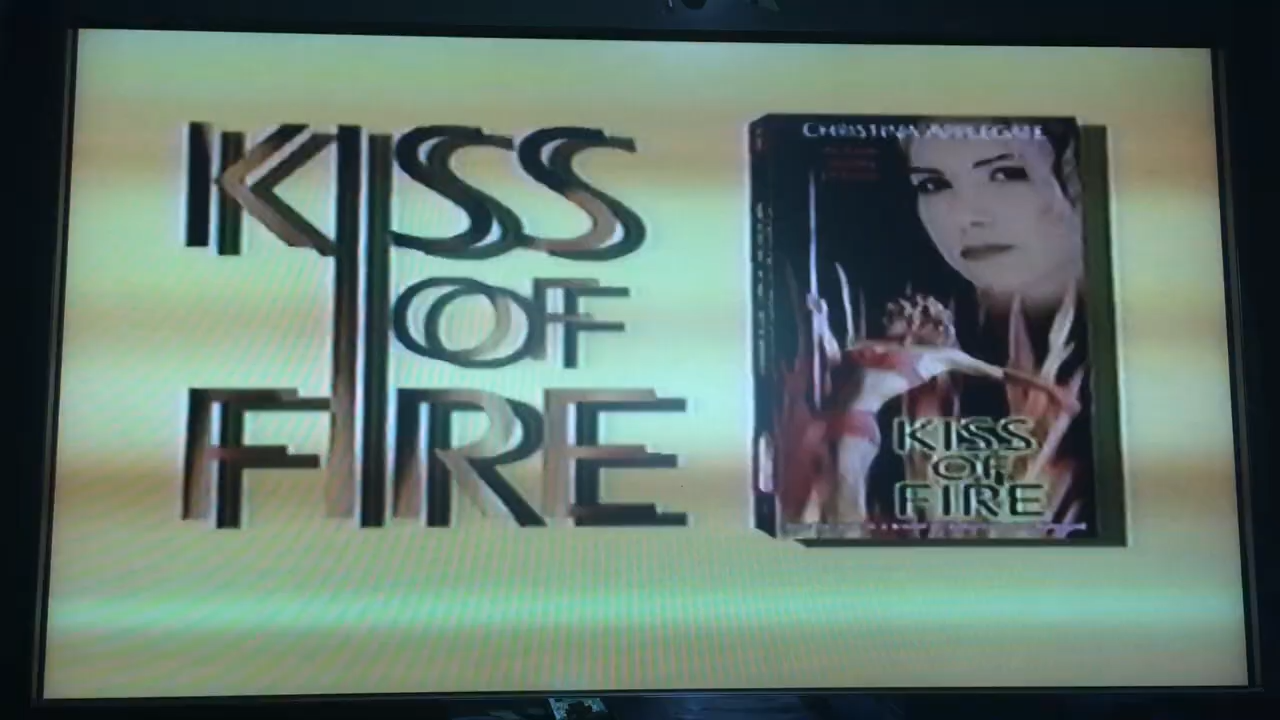 KISS
OF
FIRE
CHRISTINA APPLEGATE
KISS
OF
FIRE